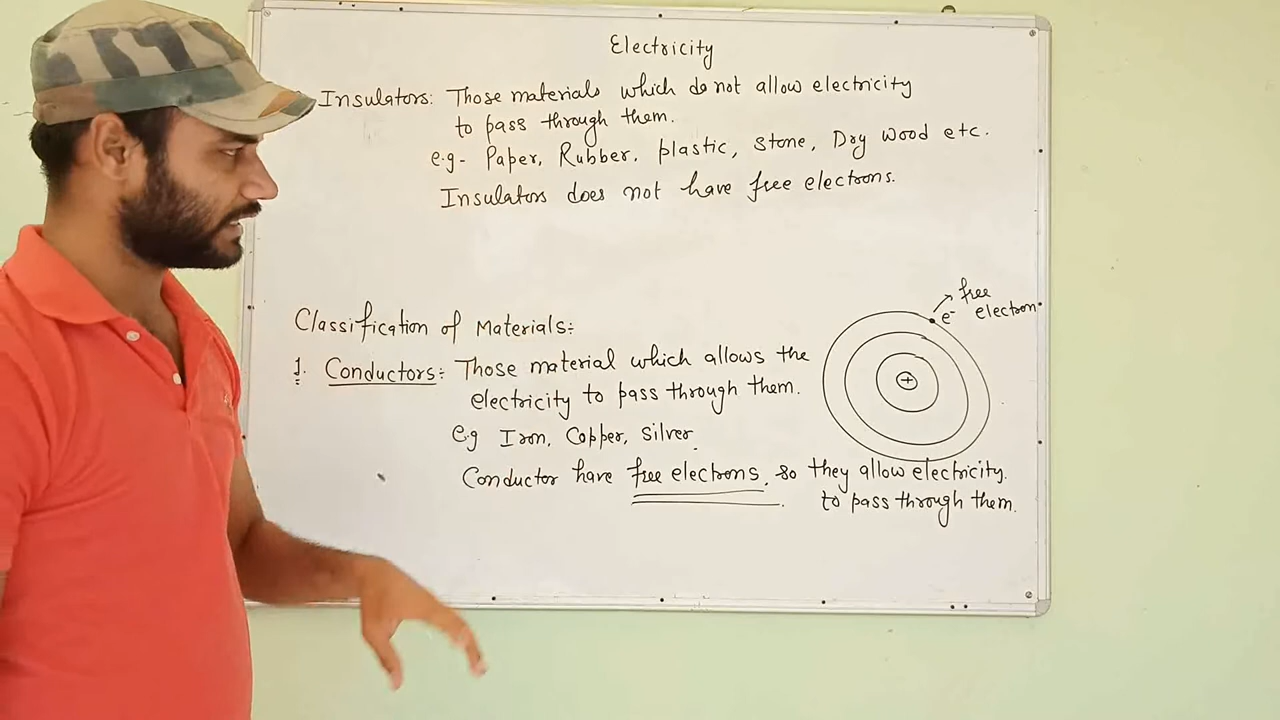 Electricity
Insulators: Those materials which do not allow electricity
to pass through them.
e.g- Paper, Rubber, plastic, stone, Dry wood etc.
Insulators does not have free electrons.
free
e- electron
Classification of Materials:-
1. Conductors:- Those material which allows the
electricity to pass through them.
e.g Iron, Copper, Silver
Conductor have free electrons, so they allow electricity.
to pass through them.
+